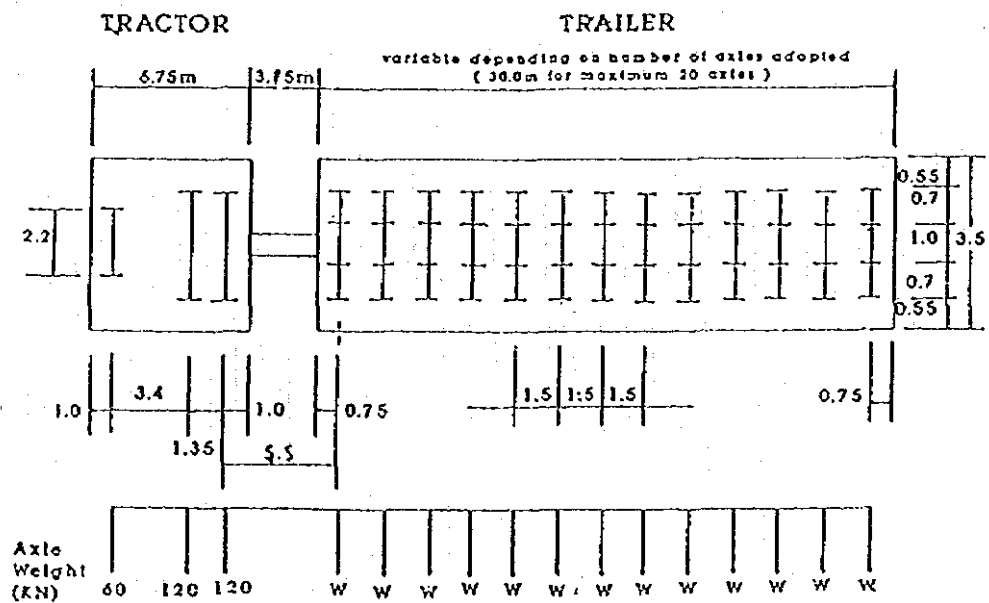 TRACTOR TRAILER
variable depending on number of axles adopted
6.75m 3.75m ( 30.0m for maximum 20 axles )
0.55
0.7
2.2 1.0 3.5
0.7
0.55
1.0 3.4 1.0 0.75 1.5 1.5 1.5 0.75
1.35 5.5
Axle
Weight
(KN) 60 120 120 W W W W W W W W W W W W W